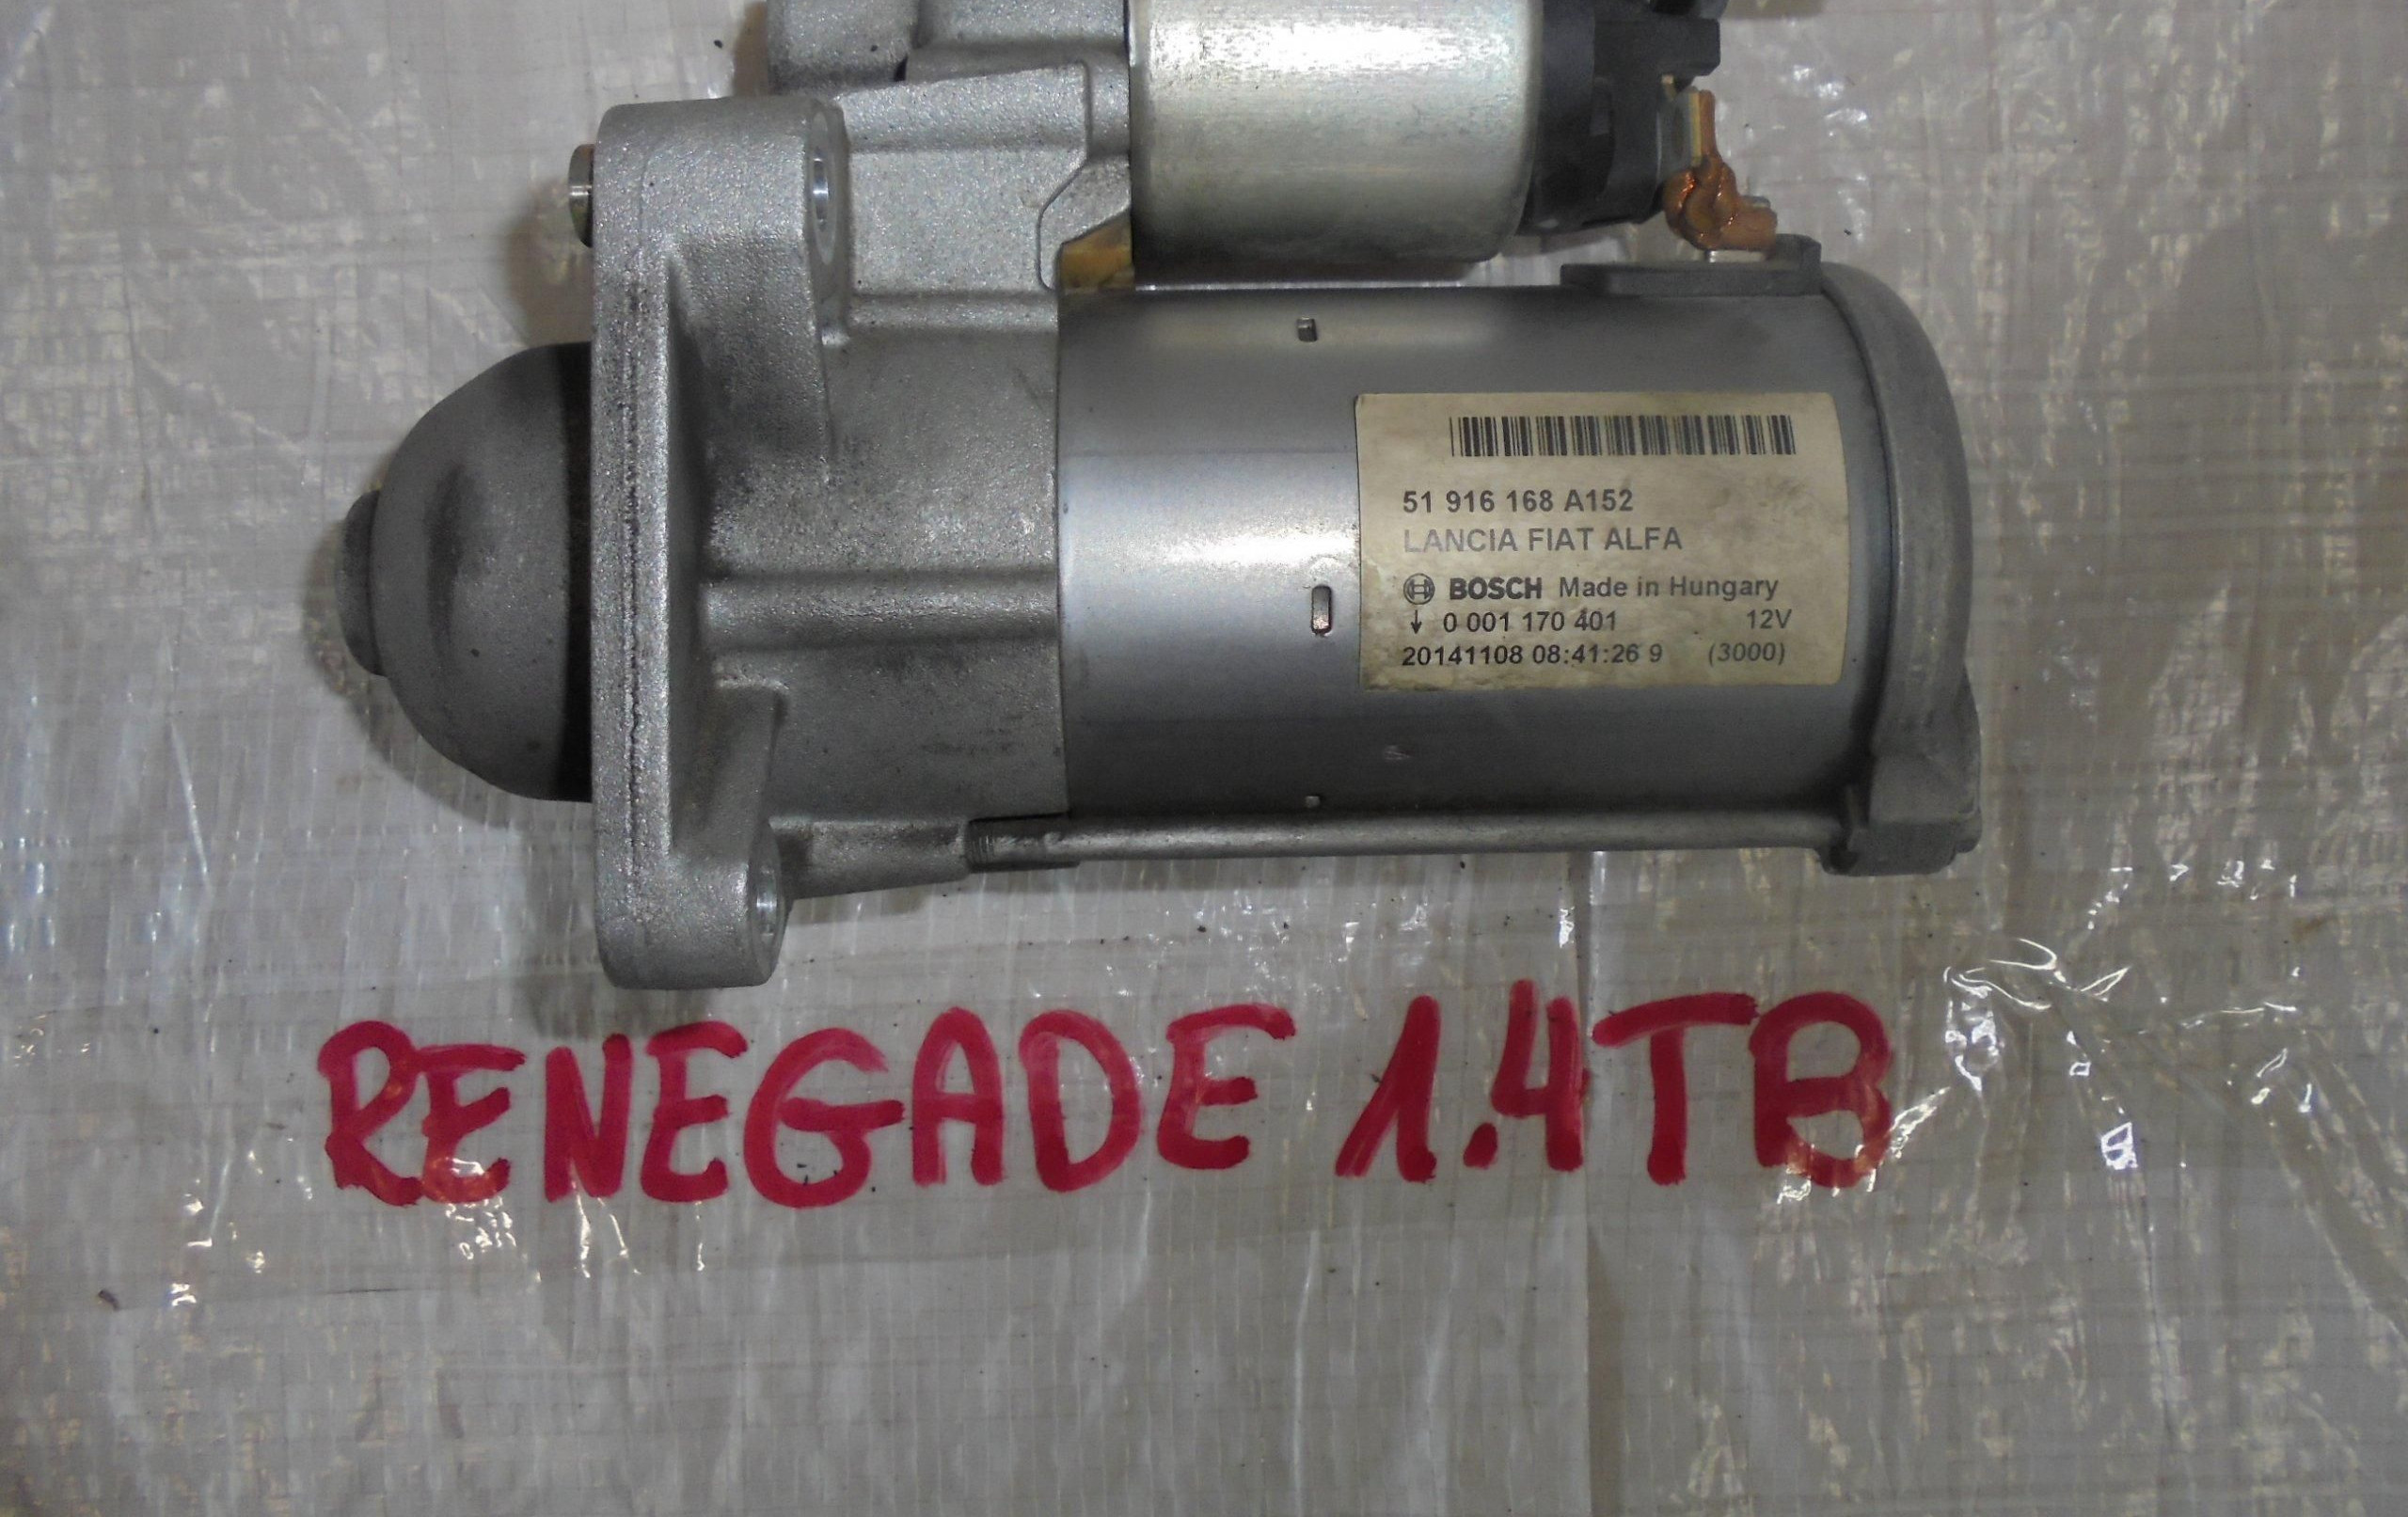 51 916 168 A152
LANCIA FIAT ALFA
BOSCH Made in Hungary
↓ 0 001 170 401 12V
20141108 08:41:26 9 (3000)
RENEGADE 1.4TB